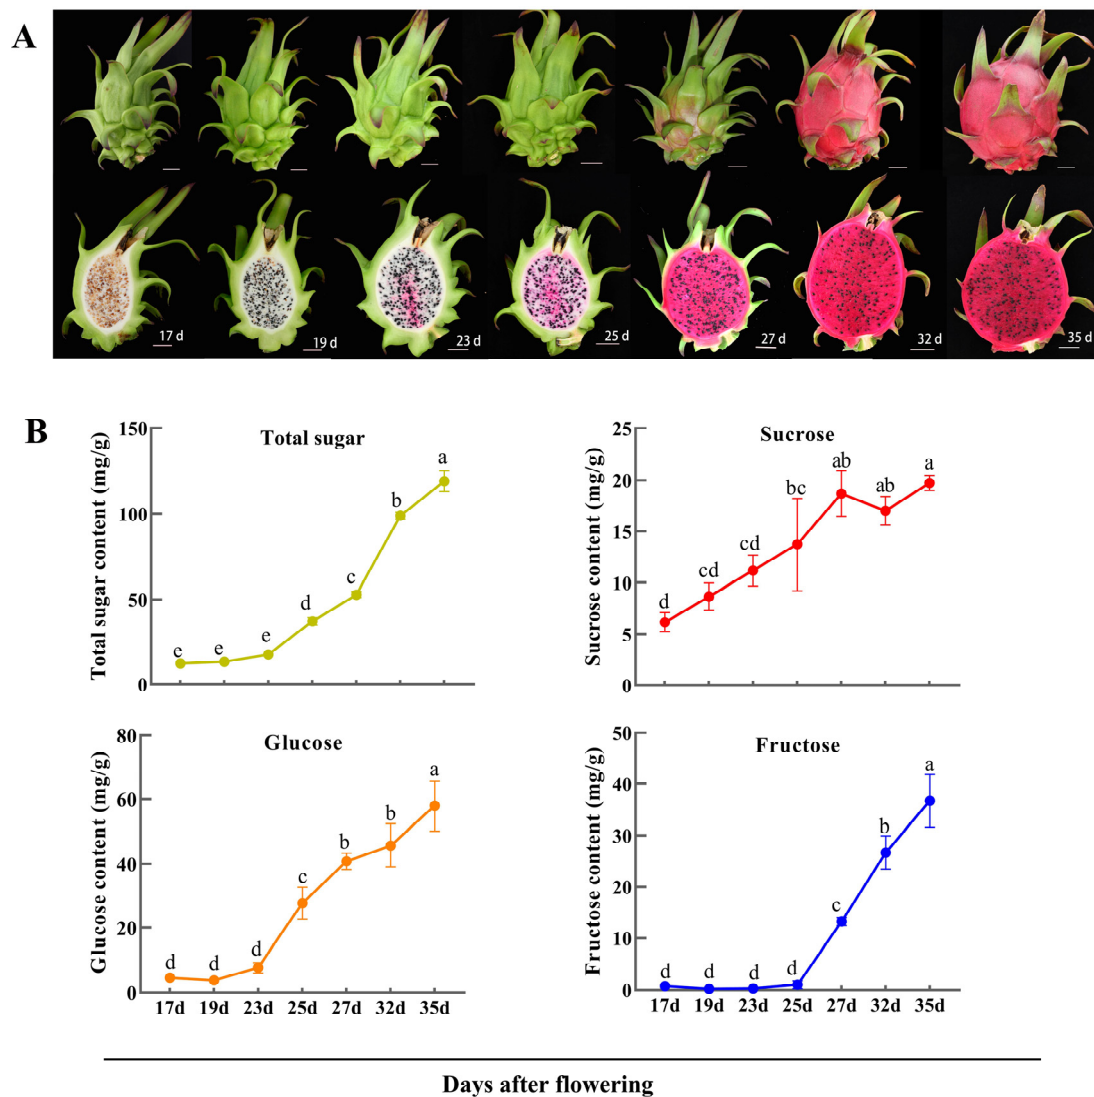 A
17 d
19 d
23 d
25 d
27 d
32 d
35 d
B
Total sugar
Total sugar content (mg/g)
150
100
50
0
e
e
e
d
c
b
a
Sucrose
Sucrose content (mg/g)
25
20
15
10
5
0
d
cd
cd
bc
ab
ab
a
Glucose
Glucose content (mg/g)
80
60
40
20
0
d
d
d
c
b
b
a
17d 19d 23d 25d 27d 32d 35d
Fructose
Fructose content (mg/g)
50
40
30
20
10
0
d
d
d
d
c
b
a
17d 19d 23d 25d 27d 32d 35d
Days after flowering